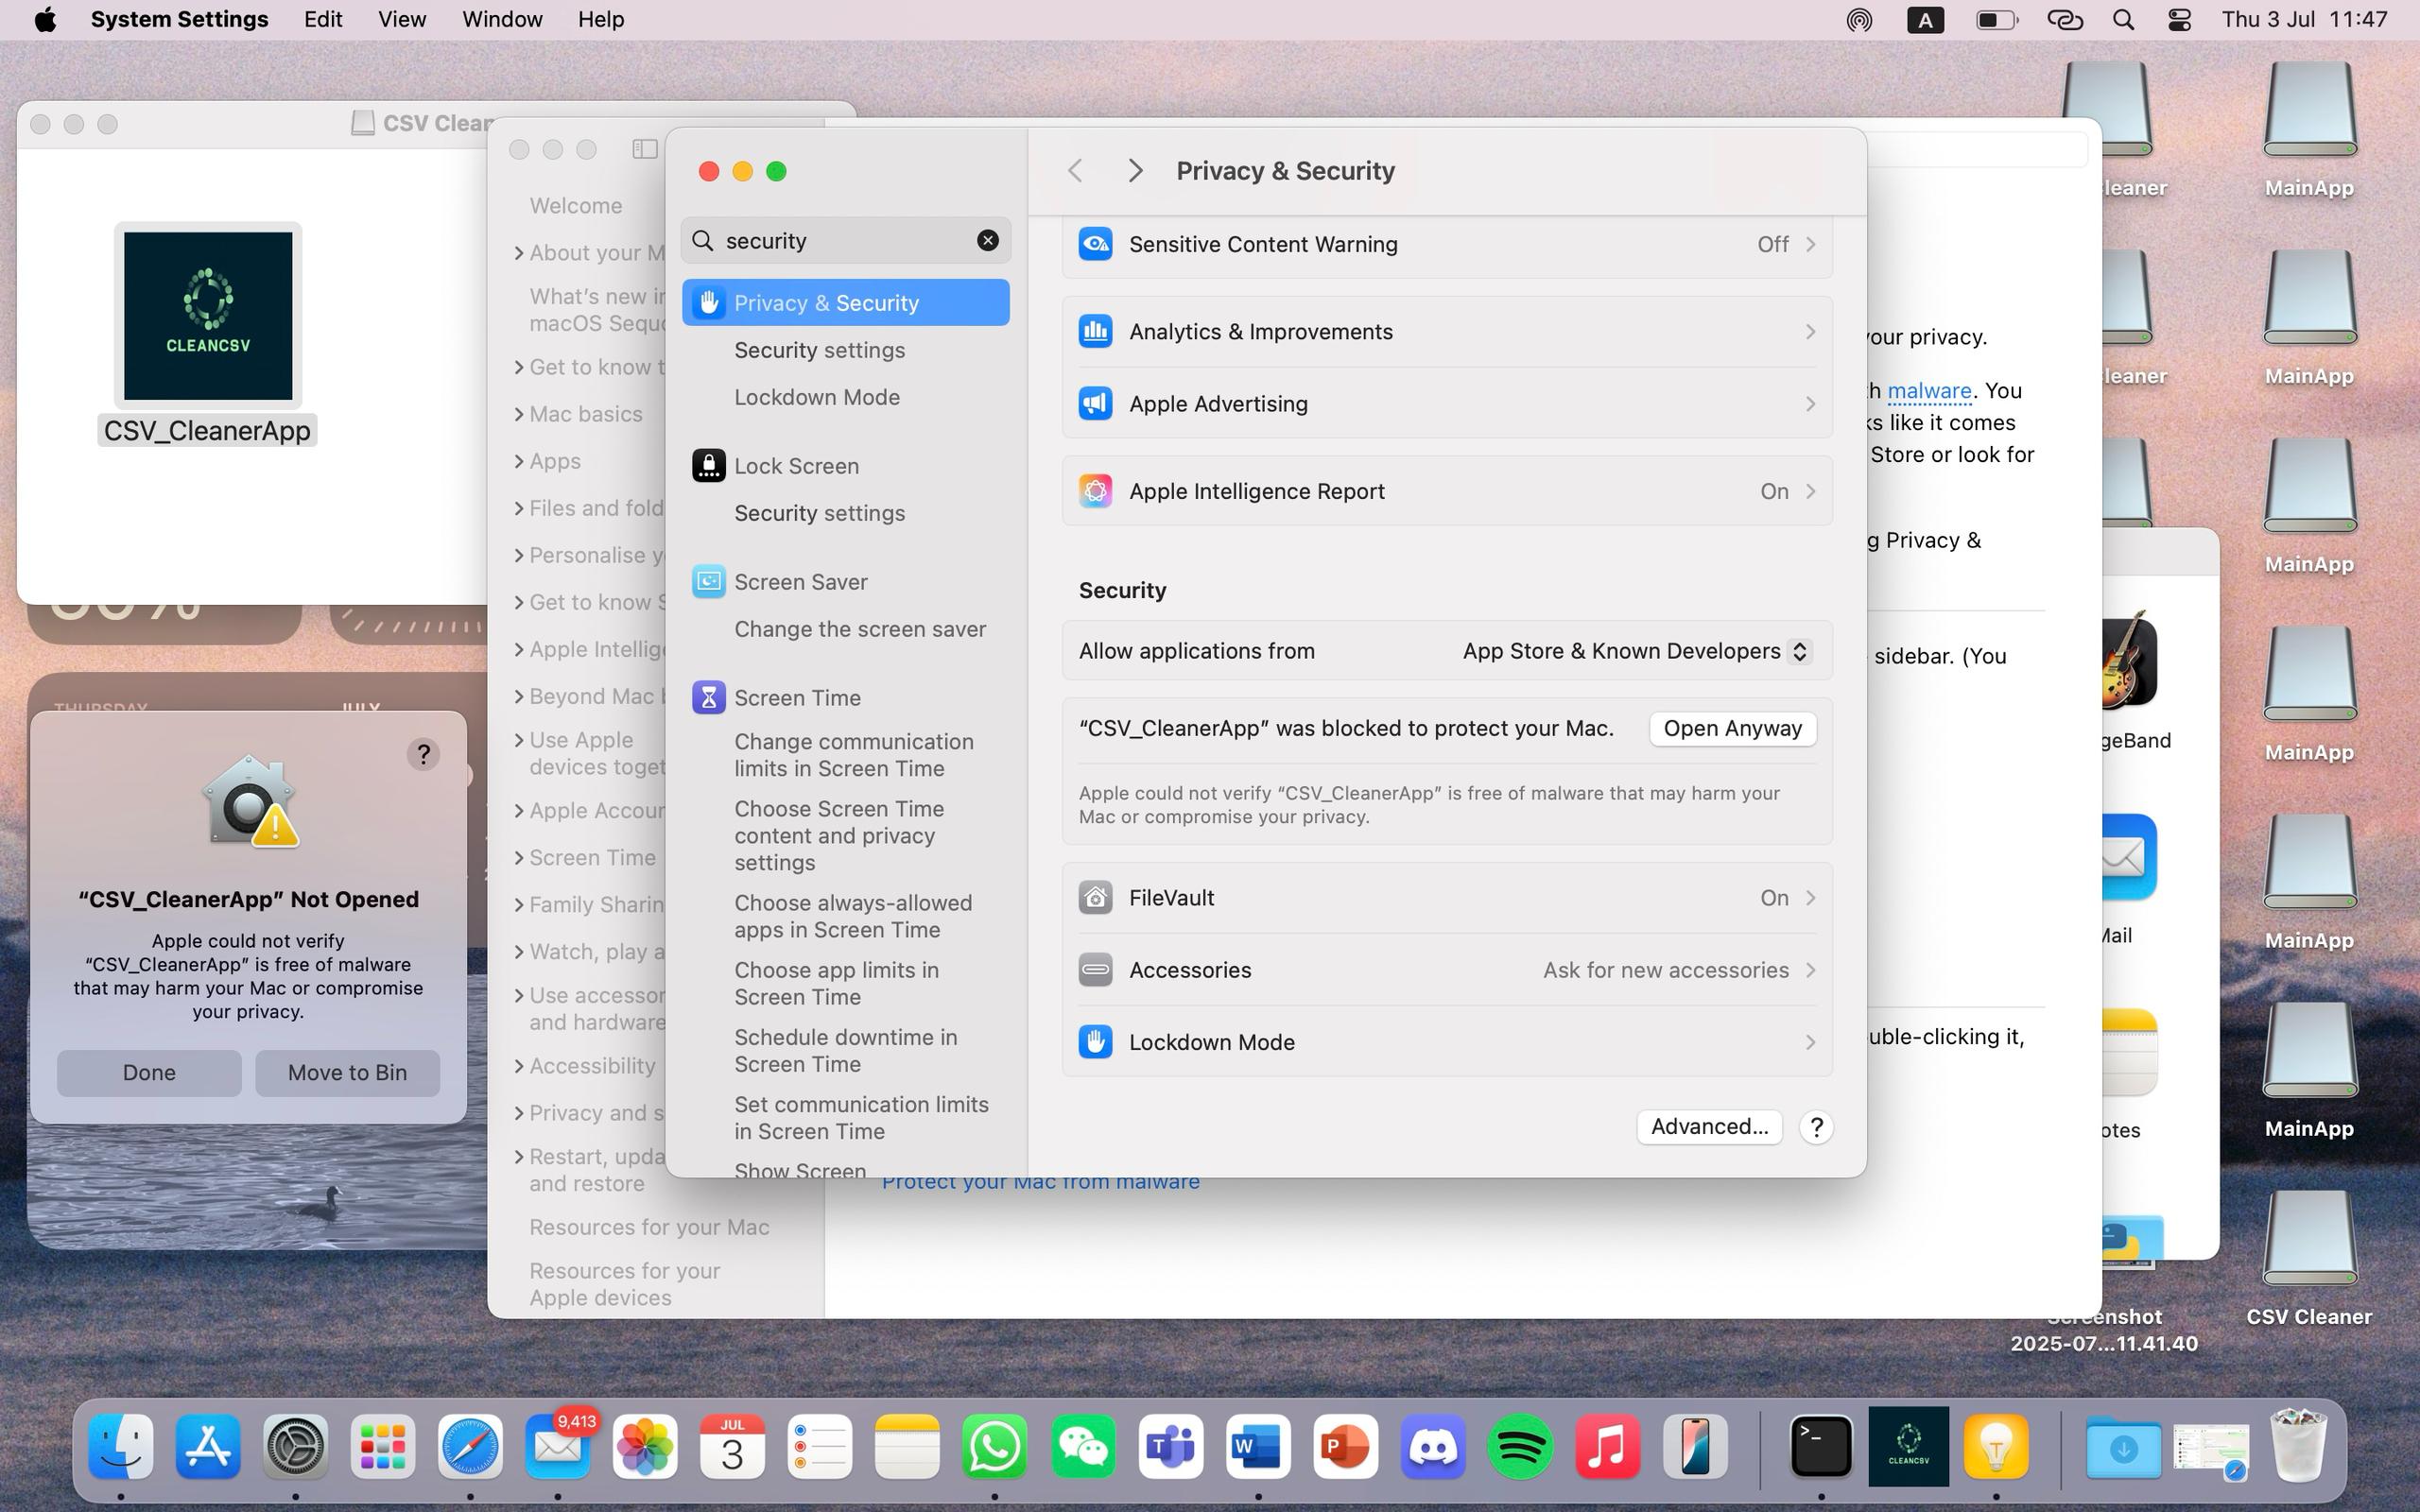 System Settings Edit View Window Help
A
Thu 3 Jul 11:47
CSV Clean
CLEANCSV
CSV_CleanerApp
THURSDAY
JULY
?
“CSV_CleanerApp” Not Opened
Apple could not verify
“CSV_CleanerApp” is free of malware
that may harm your Mac or compromise
your privacy.
Done
Move to Bin
Welcome
About your M
What’s new in
macOS Sequo
Get to know t
Mac basics
Apps
Files and fold
Personalise y
Get to know S
Apple Intellige
Beyond Mac b
Use Apple
devices toget
Apple Accoun
Screen Time
Family Sharin
Watch, play a
Use accessor
and hardware
Accessibility
Privacy and s
Restart, upda
and restore
Resources for your Mac
Resources for your
Apple devices
security
Privacy & Security
Security settings
Lockdown Mode
Lock Screen
Security settings
Screen Saver
Change the screen saver
Screen Time
Change communication
limits in Screen Time
Choose Screen Time
content and privacy
settings
Choose always-allowed
apps in Screen Time
Choose app limits in
Screen Time
Schedule downtime in
Screen Time
Set communication limits
in Screen Time
Show Screen
Privacy & Security
Sensitive Content Warning
Off
Analytics & Improvements
Apple Advertising
Apple Intelligence Report
On
Security
Allow applications from
App Store & Known Developers
“CSV_CleanerApp” was blocked to protect your Mac.
Open Anyway
Apple could not verify “CSV_CleanerApp” is free of malware that may harm your
Mac or compromise your privacy.
FileVault
On
Accessories
Ask for new accessories
Lockdown Mode
Advanced...
?
Protect your Mac from malware
your privacy.
h malware. You
ks like it comes
Store or look for
g Privacy &
sidebar. (You
uble-clicking it,
geBand
Mail
otes
leaner
leaner
MainApp
MainApp
MainApp
MainApp
MainApp
MainApp
CSV Cleaner
Screenshot
2025-07...11.41.40
9,413
JUL
3
T
W
P
>_
CLEANCSV
T